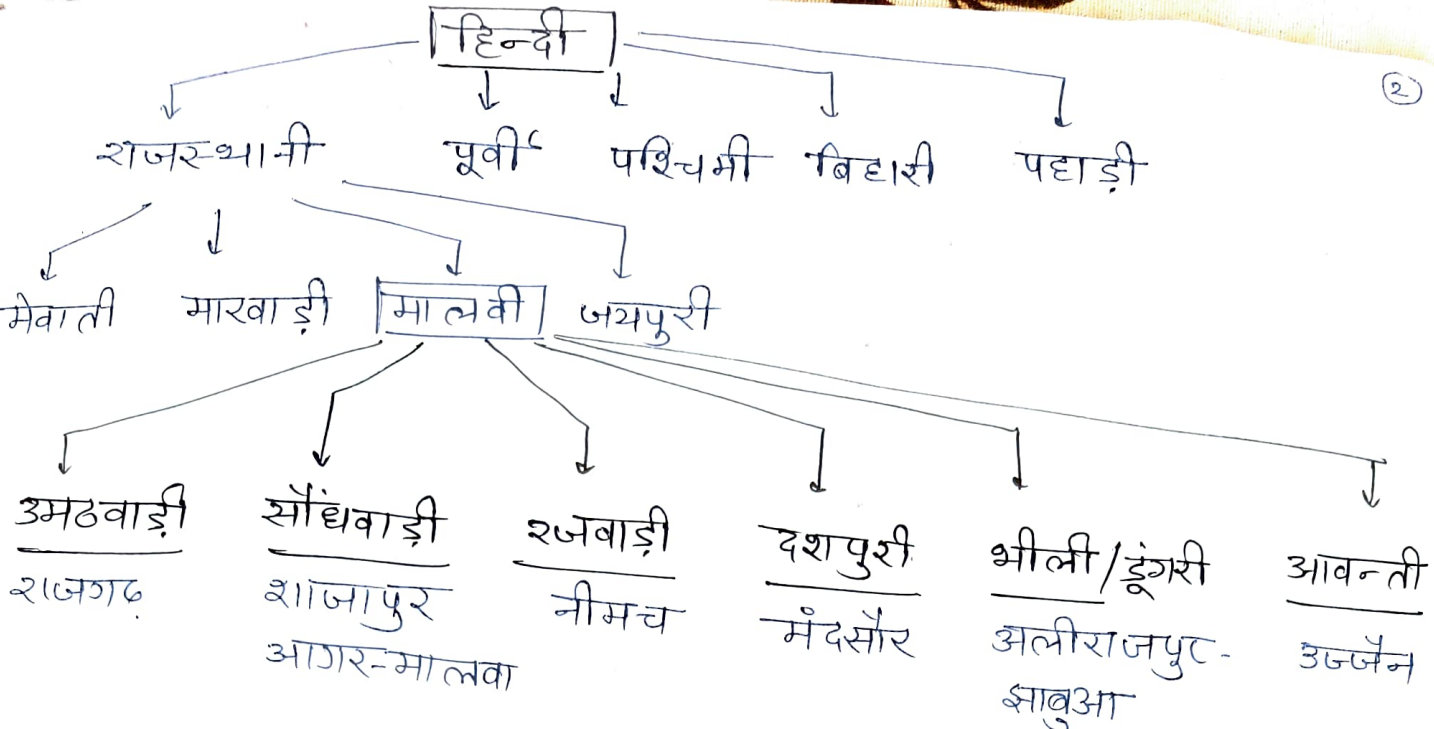 हिन्दी
2
राजस्थानी पूर्वी पश्चिमी बिहारी पहाड़ी
मेवाती मारवाड़ी मालवी जयपुरी
उमठवाड़ी सौंधवाड़ी रजवाड़ी दशपुरी भीली/डूंगरी आवन्ती
राजगढ़ शाजापुर नीमच मंदसौर अलीराजपुर- उज्जैन
आगर-मालवा झाबुआ